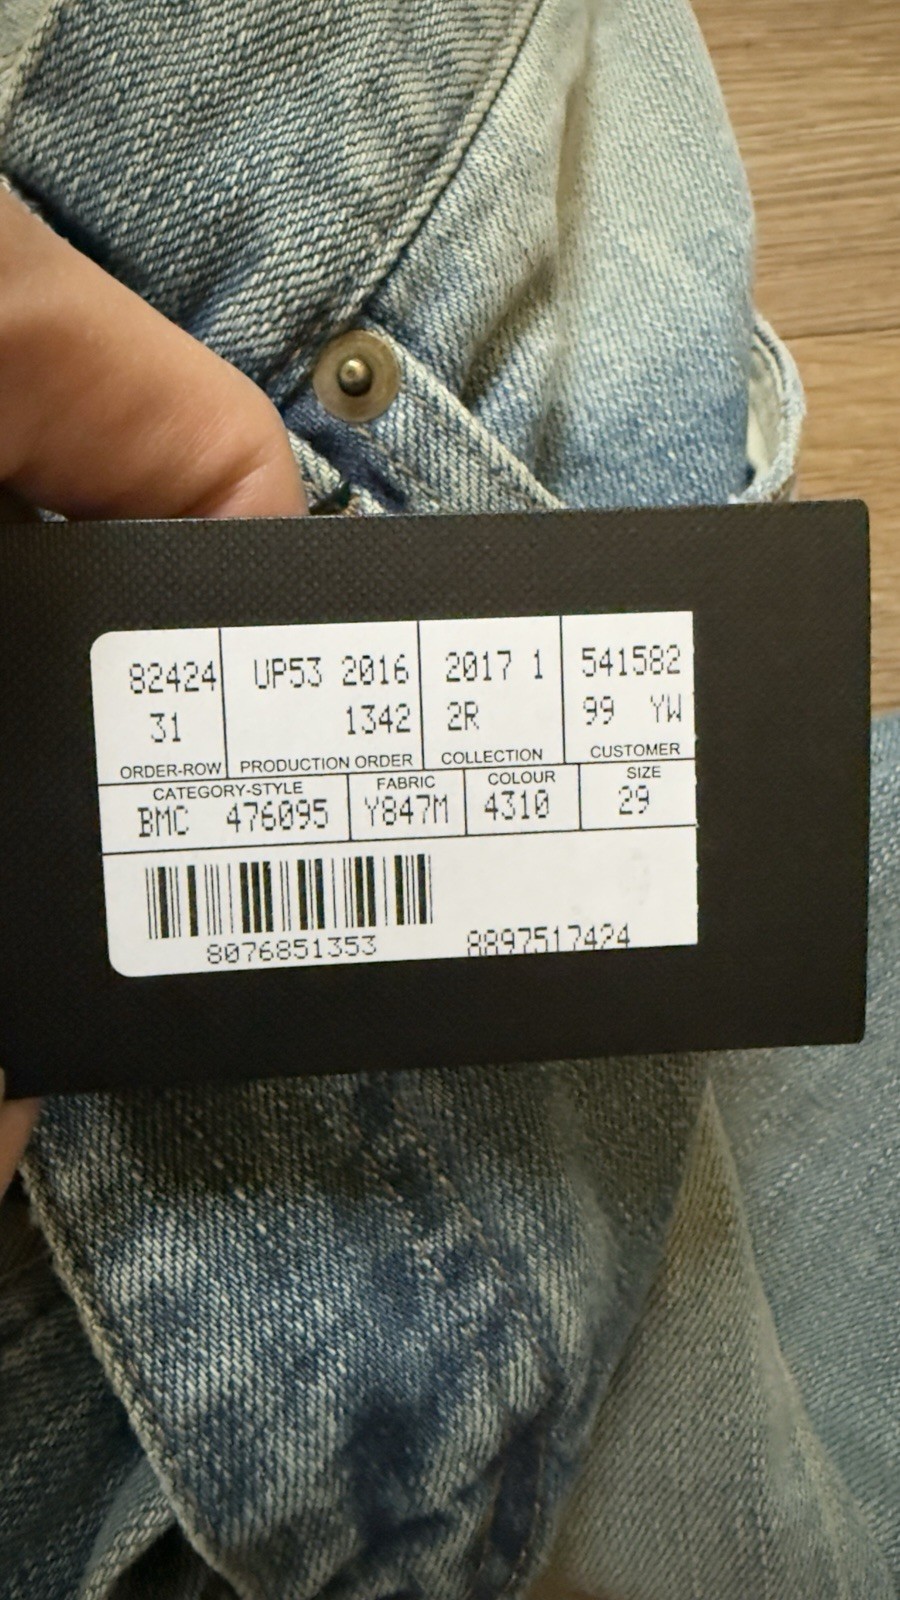 82424 UP53 2016 2017 1 541582
31 1342 2R 99 YW
ORDER-ROW PRODUCTION ORDER COLLECTION CUSTOMER
CATEGORY-STYLE FABRIC COLOUR SIZE
BMC 476095 Y847M 4310 29
8076851353 8897517424